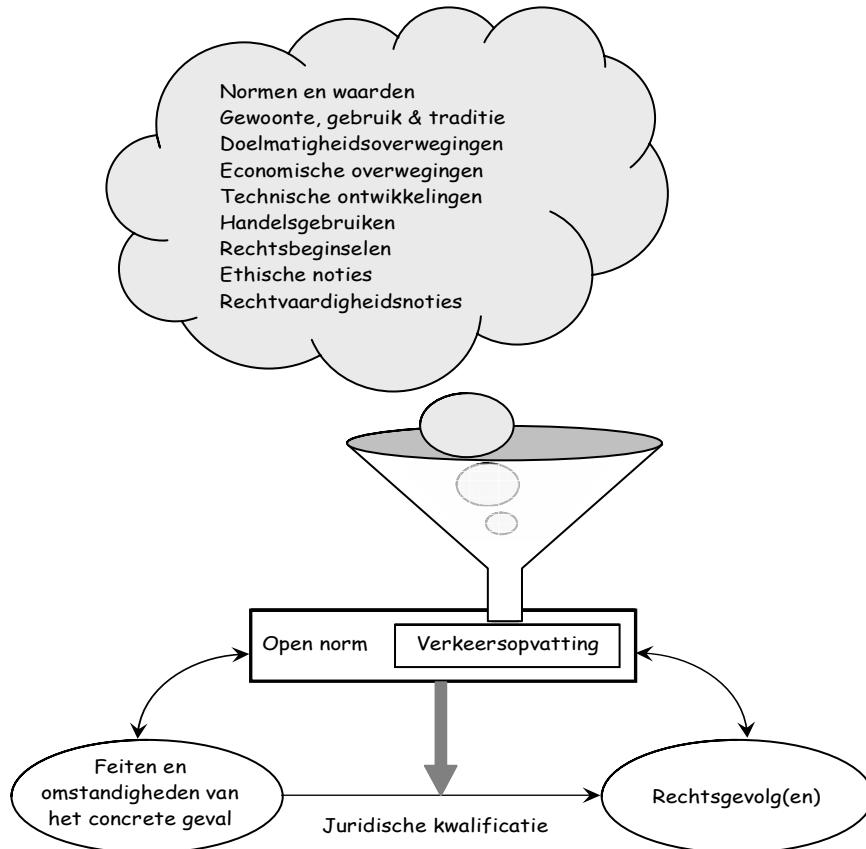 Normen en waarden
Gewoonte, gebruik & traditie
Doelmatigheidsoverwegingen
Economische overwegingen
Technische ontwikkelingen
Handelsgebruiken
Rechtsbeginselen
Ethische noties
Rechtvaardigheidsnoties
Open norm
Verkeersopvatting
Feiten en
omstandigheden van
het concrete geval
Juridische kwalificatie
Rechtsgevolg(en)